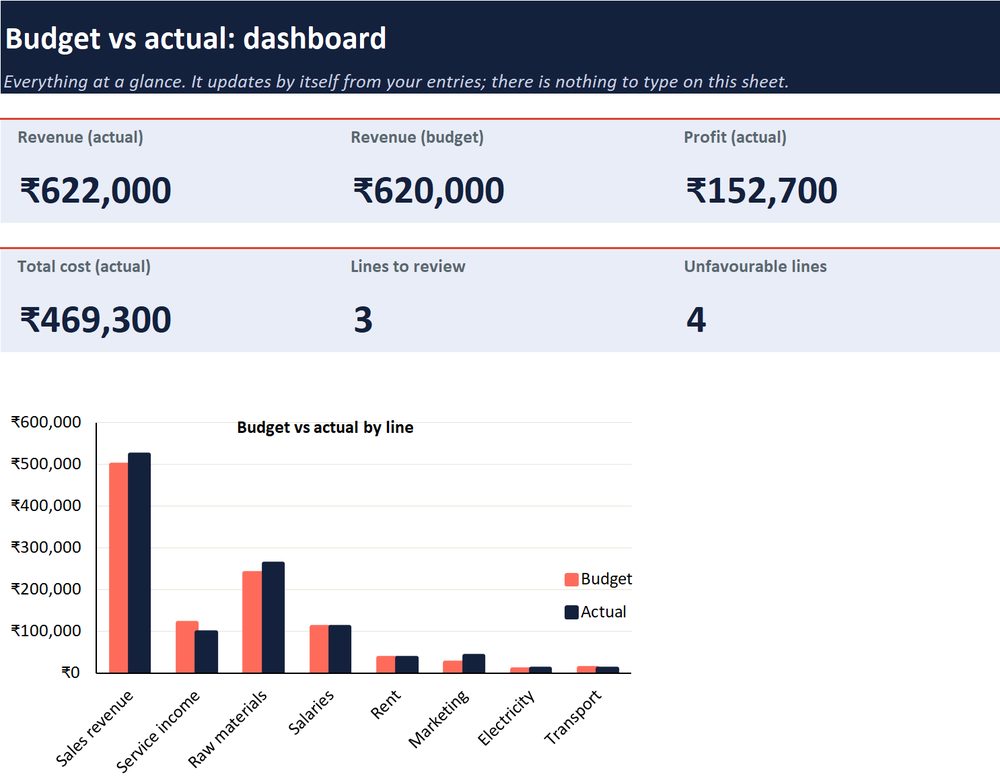 Budget vs actual: dashboard
Everything at a glance. It updates by itself from your entries; there is nothing to type on this sheet.
Revenue (actual) Revenue (budget) Profit (actual)
₹622,000 ₹620,000 ₹152,700
Total cost (actual) Lines to review Unfavourable lines
₹469,300 3 4
Budget vs actual by line
₹600,000
₹500,000
₹400,000
₹300,000
₹200,000
₹100,000
₹0
Budget
Actual
Sales revenue
Service income
Raw materials
Salaries
Rent
Marketing
Electricity
Transport